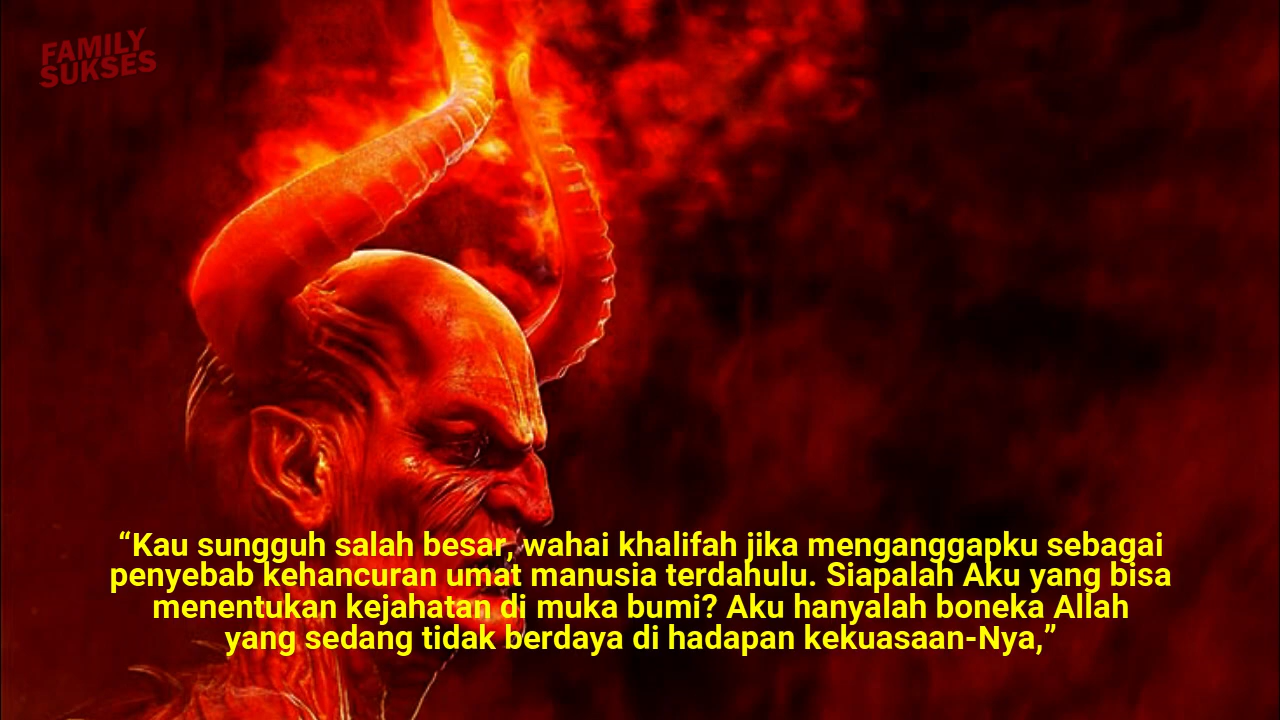 FAMILY
SUKSES
“Kau sungguh salah besar, wahai khalifah jika menganggapku sebagai
penyebab kehancuran umat manusia terdahulu. Siapalah Aku yang bisa
menentukan kejahatan di muka bumi? Aku hanyalah boneka Allah
yang sedang tidak berdaya di hadapan kekuasaan-Nya,”